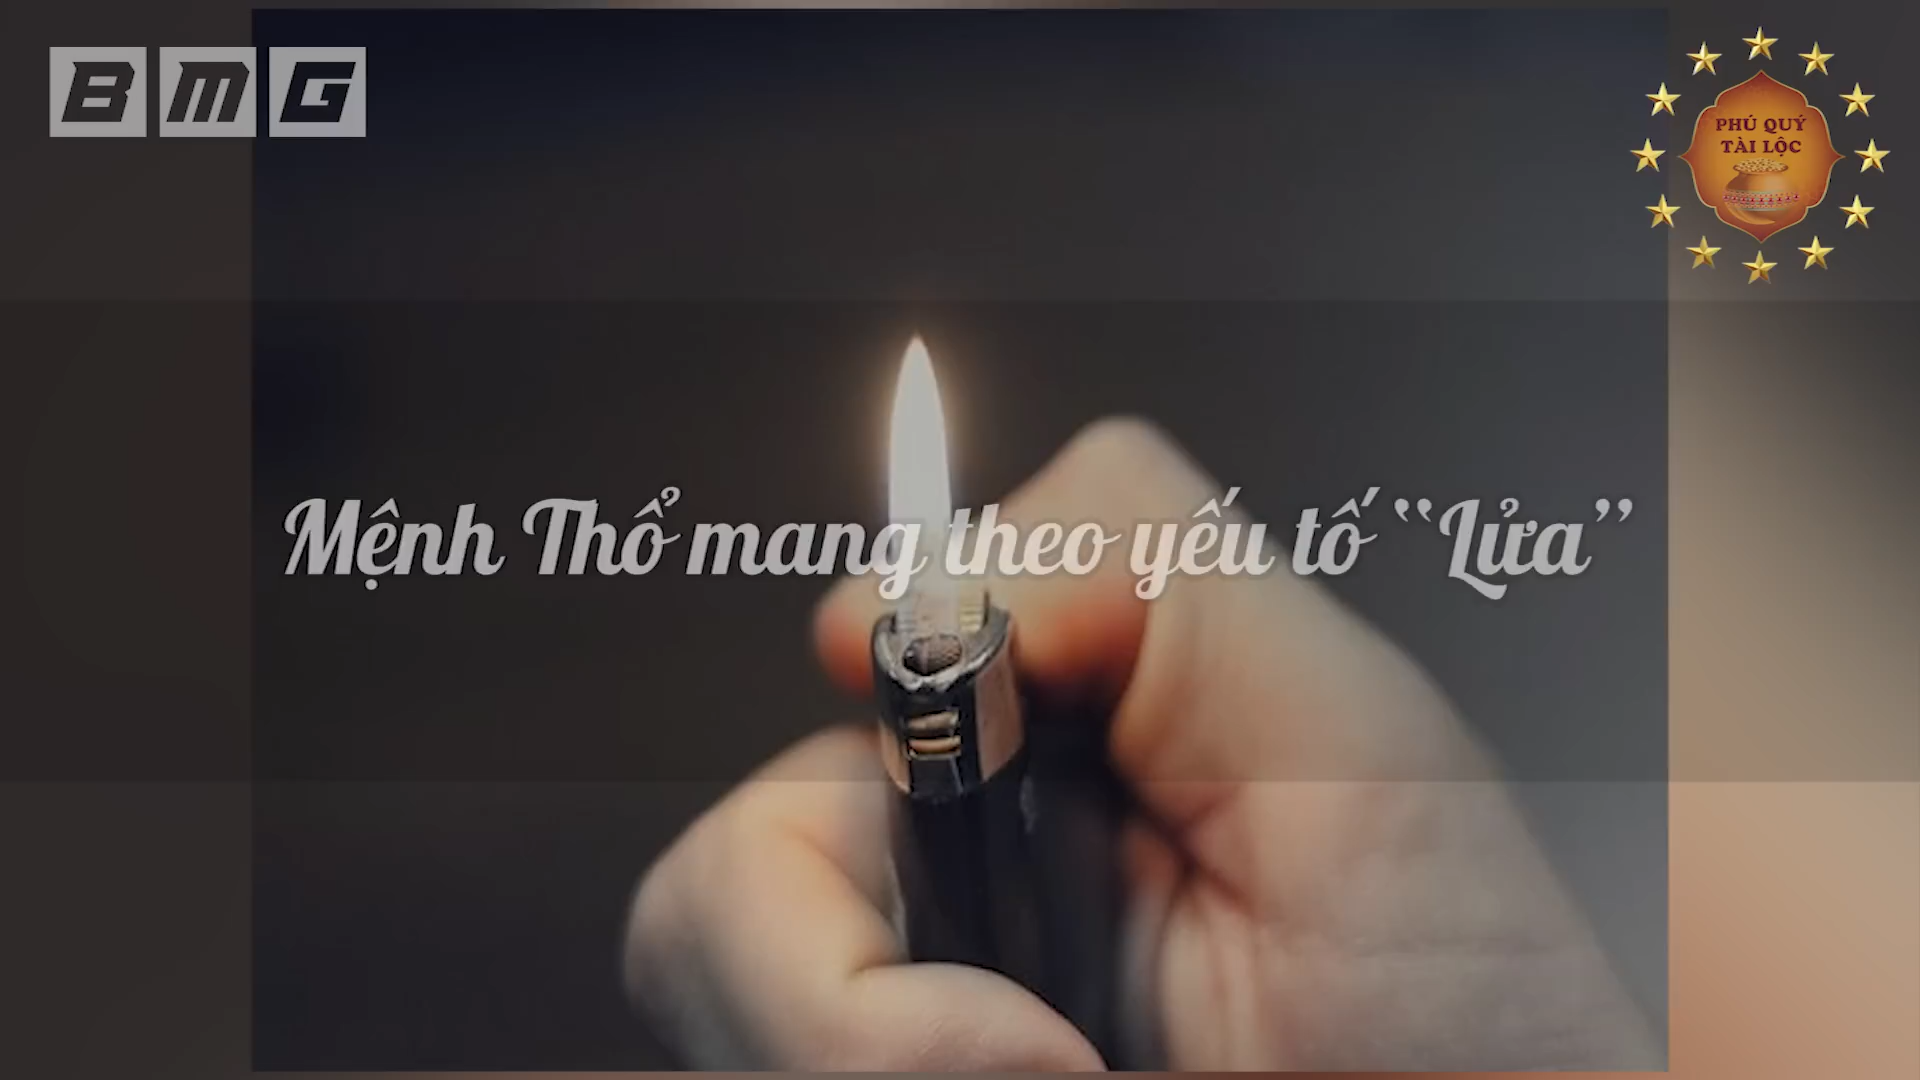 BMG
PHÚ QUÝ
TÀI LỘC
Mệnh Thổ mang theo yếu tố “Lửa”